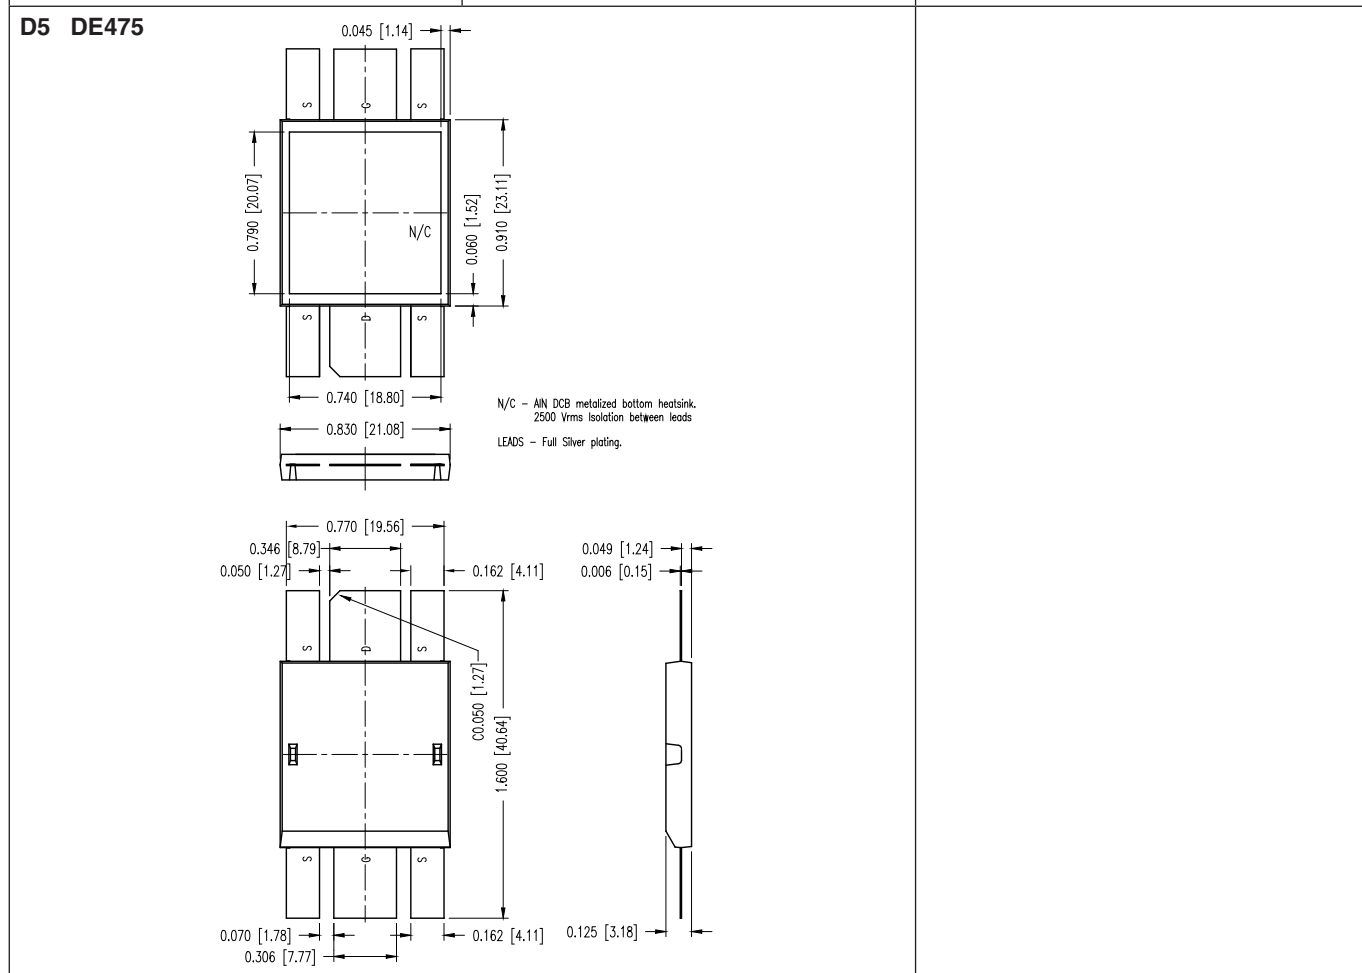 D5 DE475
0.045 [1.14]
S G S
0.790 [20.07]
N/C
0.060 [1.52]
0.910 [23.11]
S D S
0.740 [18.80]
0.830 [21.08]
N/C – AlN DCB metalized bottom heatsink.
2500 Vrms Isolation between leads
LEADS – Full Silver plating.
0.770 [19.56]
0.346 [8.79]
0.050 [1.27]
0.162 [4.11]
0.049 [1.24]
0.006 [0.15]
S D S
C0.050 [1.27]
1.600 [40.64]
S G S
0.070 [1.78]
0.162 [4.11]
0.306 [7.77]
0.125 [3.18]